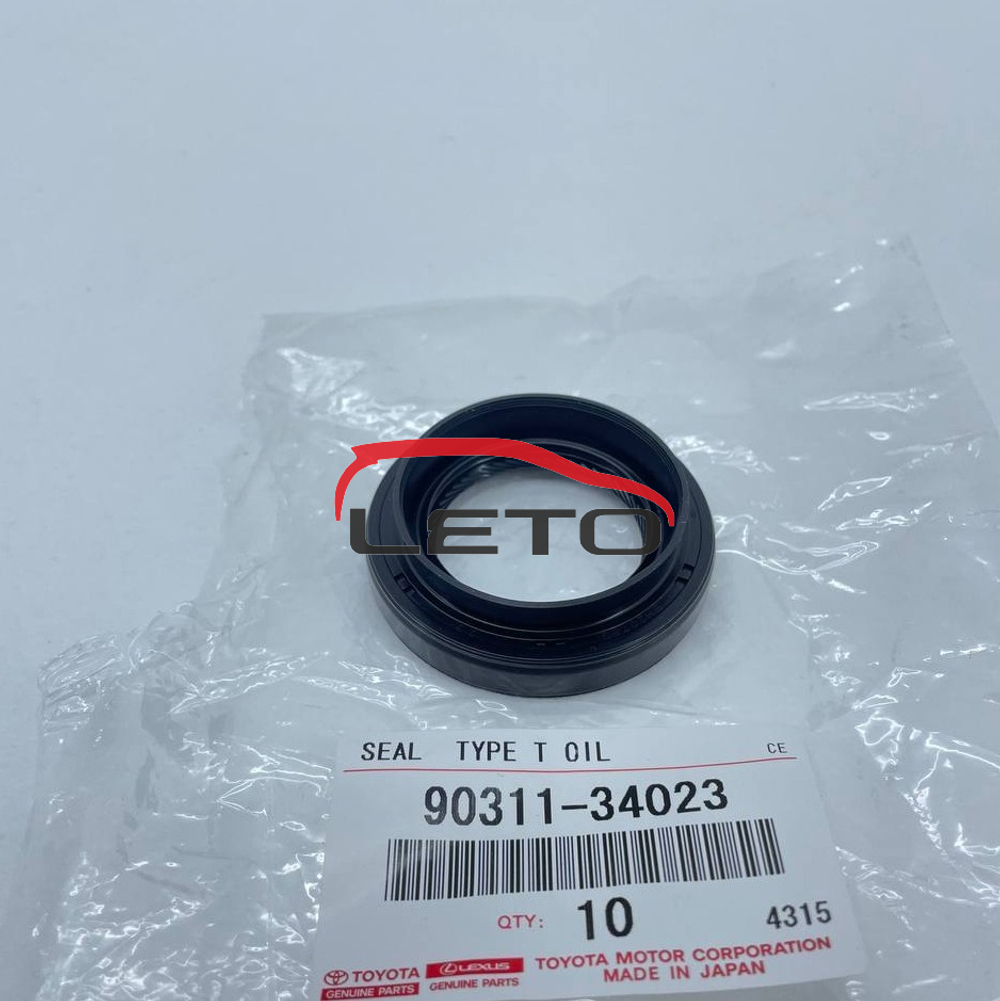 LETO
SEAL TYPE T OIL CE
90311-34023
QTY: 10 4315
TOYOTA LEXUS TOYOTA MOTOR CORPORATION
GENUINE PARTS GENUINE PARTS MADE IN JAPAN